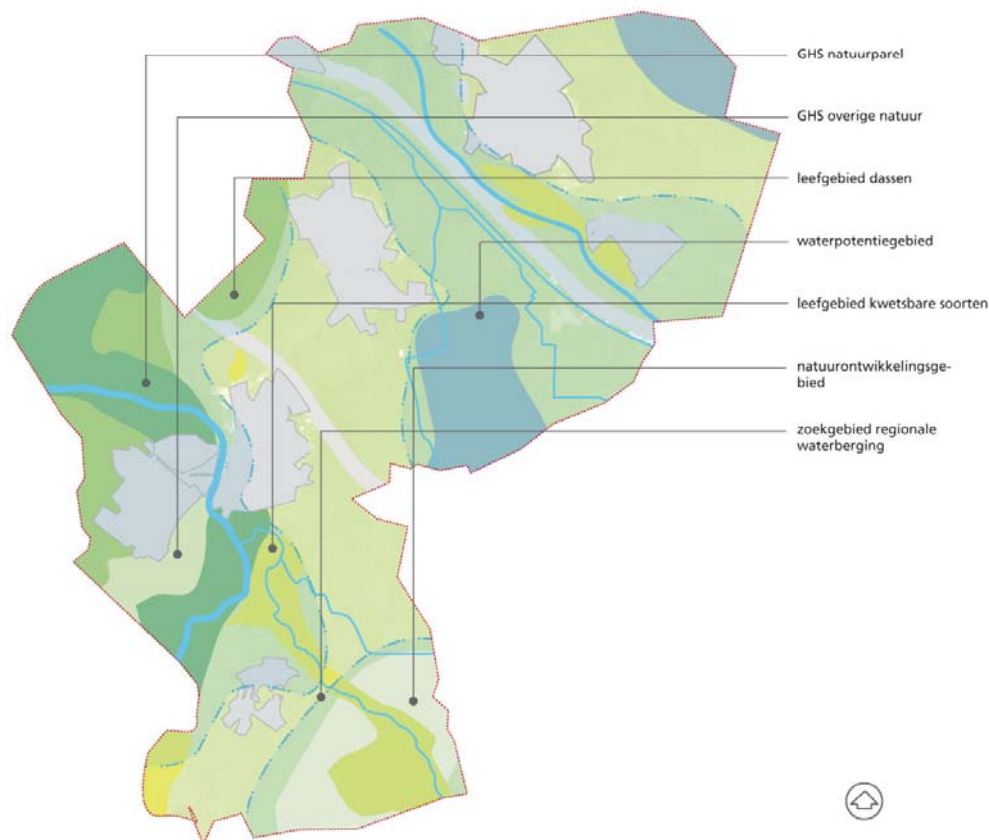 GHS natuurparel
GHS overige natuur
leefgebied dassen
waterpotentiegebied
leefgebied kwetsbare soorten
natuurontwikkelingsge-
bied
zoekgebied regionale
waterberging